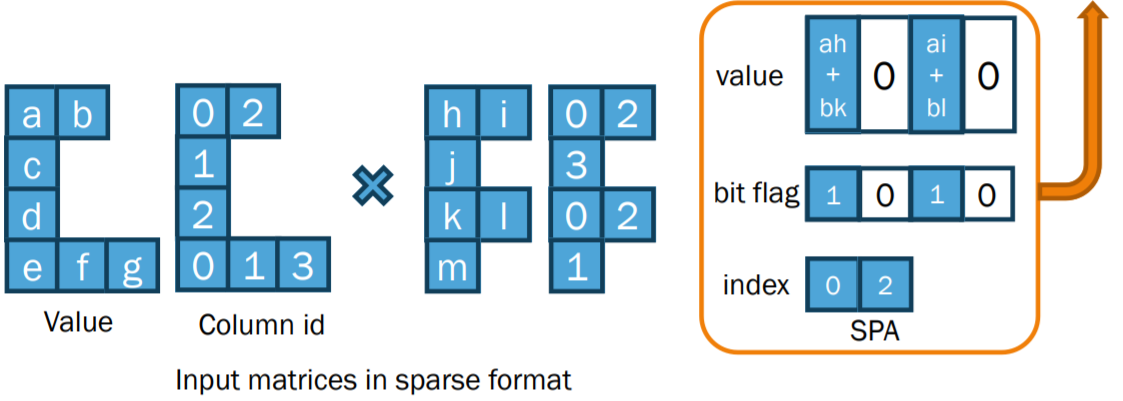 a b
c
d
e f g
Value
0 2
1
2
0 1 3
Column id
×
h i
j
k l
m
0 2
3
0 2
1
Input matrices in sparse format
value
ah + bk
0
ai + bl
0
bit flag 1 0 1 0
index 0 2
SPA